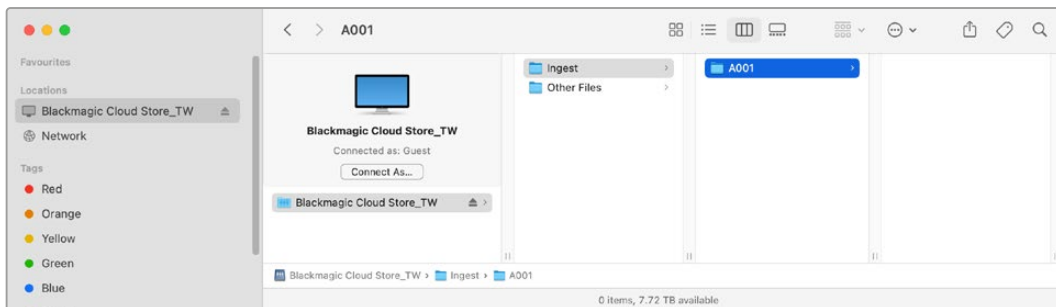 A001
Favourites
Locations
Blackmagic Cloud Store_TW
Network
Tags
Red
Orange
Yellow
Green
Blue
Blackmagic Cloud Store_TW
Connected as: Guest
Connect As...
Blackmagic Cloud Store_TW
Ingest
Other Files
A001
Blackmagic Cloud Store_TW › Ingest › A001
0 items, 7.72 TB available